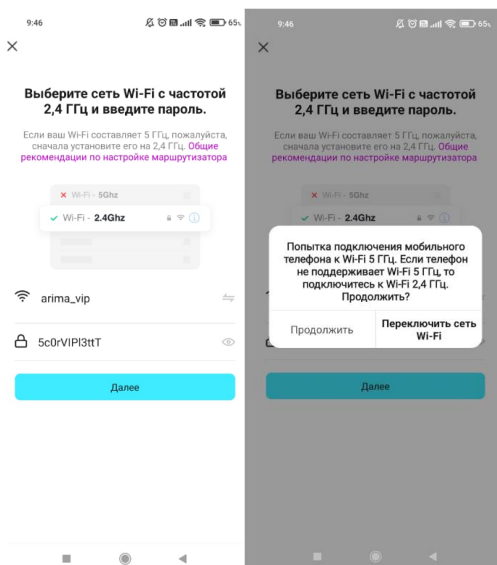 9:46
65%
Выберите сеть Wi-Fi с частотой
2,4 ГГц и введите пароль.
Если ваш Wi-Fi составляет 5 ГГц, пожалуйста,
сначала установите его на 2,4 ГГц. Общие
рекомендации по настройке маршрутизатора
Wi-Fi - 5Ghz
Wi-Fi - 2.4Ghz
arima_vip
5c0rVIPl3ttT
Далее
9:46
65%
Выберите сеть Wi-Fi с частотой
2,4 ГГц и введите пароль.
Если ваш Wi-Fi составляет 5 ГГц, пожалуйста,
сначала установите его на 2,4 ГГц. Общие
рекомендации по настройке маршрутизатора
Wi-Fi - 5Ghz
Wi-Fi - 2.4Ghz
Попытка подключения мобильного
телефона к Wi-Fi 5 ГГц. Если телефон
не поддерживает Wi-Fi 5 ГГц, то
подключитесь к Wi-Fi 2,4 ГГц.
Продолжить?
Продолжить
Переключить сеть
Wi-Fi
Далее